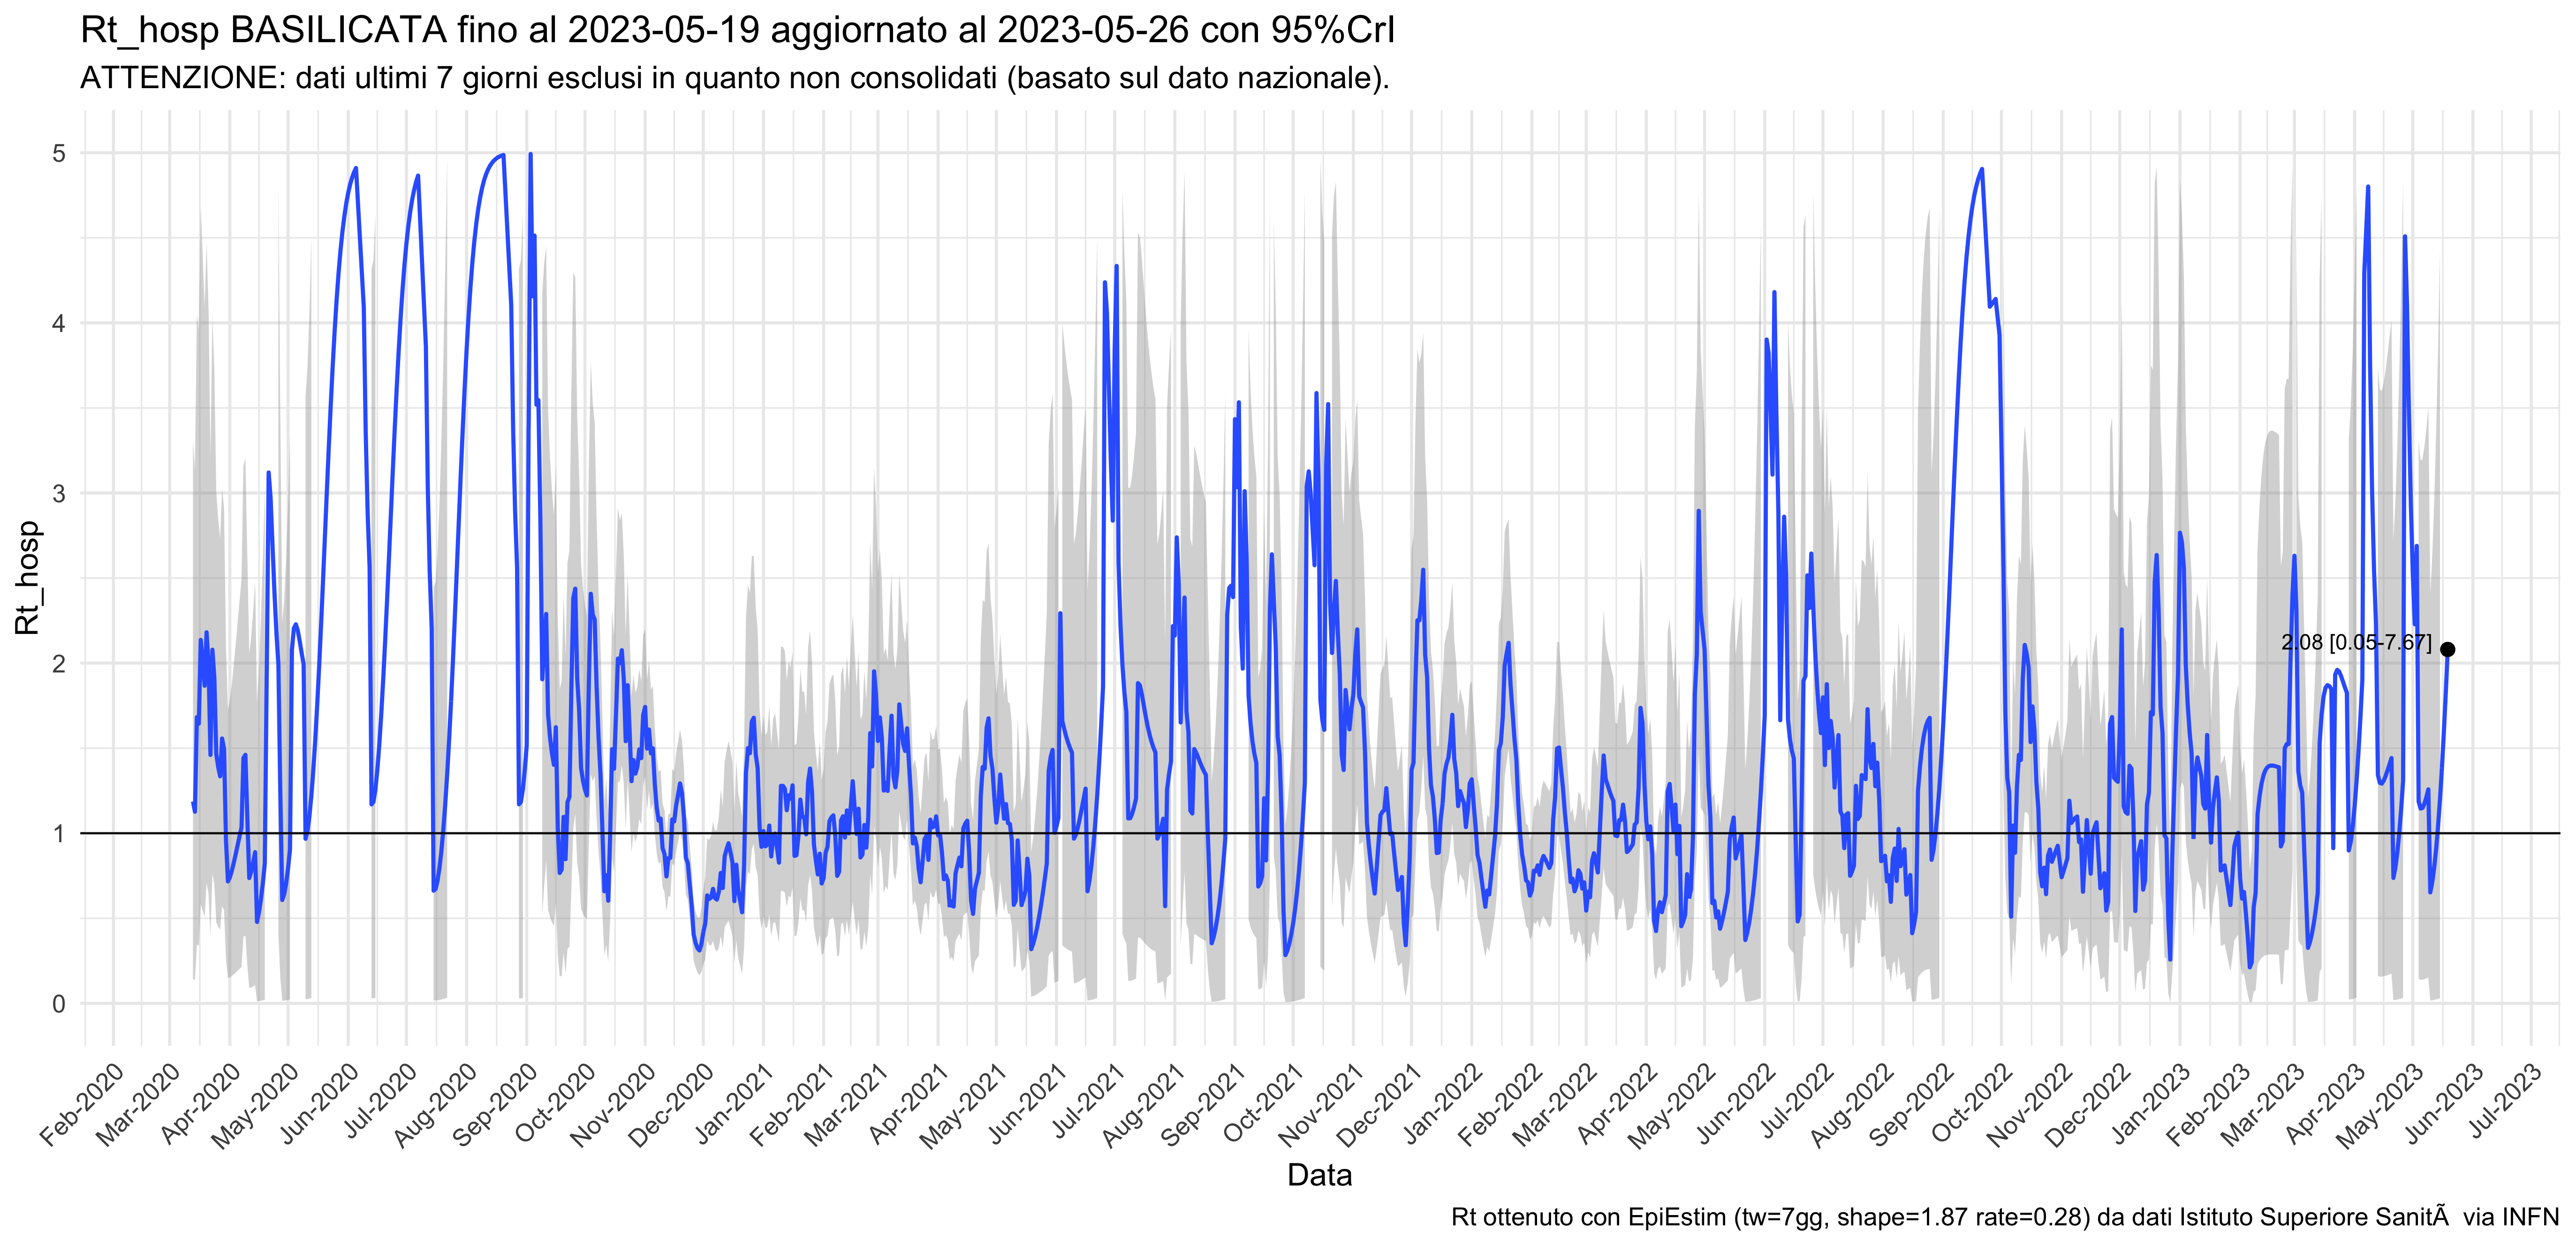 Rt_hosp BASILICATA fino al 2023-05-19 aggiornato al 2023-05-26 con 95%CrI
ATTENZIONE: dati ultimi 7 giorni esclusi in quanto non consolidati (basato sul dato nazionale).
5
4
3
2
1
0
Rt_hosp
2.08 [0.05-7.67]
Feb-2020
Mar-2020
Apr-2020
May-2020
Jun-2020
Jul-2020
Aug-2020
Sep-2020
Oct-2020
Nov-2020
Dec-2020
Jan-2021
Feb-2021
Mar-2021
Apr-2021
May-2021
Jun-2021
Jul-2021
Aug-2021
Sep-2021
Oct-2021
Nov-2021
Dec-2021
Jan-2022
Feb-2022
Mar-2022
Apr-2022
May-2022
Jun-2022
Jul-2022
Aug-2022
Sep-2022
Oct-2022
Nov-2022
Dec-2022
Jan-2023
Feb-2023
Mar-2023
Apr-2023
May-2023
Jun-2023
Jul-2023
Data
Rt ottenuto con EpiEstim (tw=7gg, shape=1.87 rate=0.28) da dati Istituto Superiore SanitÃ  via INFN